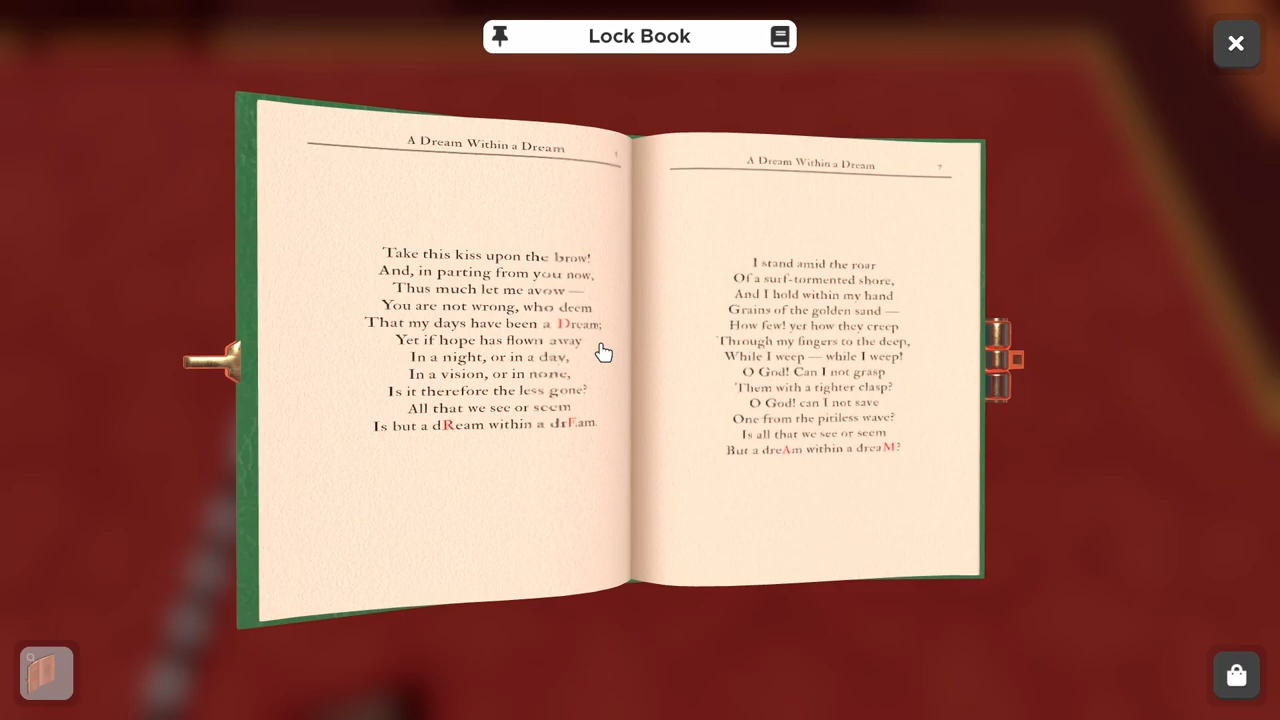 Lock Book
A Dream Within a Dream
Take this kiss upon the brow!
And, in parting from you now,
Thus much let me avow —
You are not wrong, who deem
That my days have been a Dream;
Yet if hope has flown away
In a night, or in a day,
In a vision, or in none,
Is it therefore the less gone?
All that we see or seem
Is but a dReam within a drEam.
A Dream Within a Dream 7
I stand amid the roar
Of a surf-tormented shore,
And I hold within my hand
Grains of the golden sand —
How few! yet how they creep
Through my fingers to the deep,
While I weep — while I weep!
O God! Can I not grasp
Them with a tighter clasp?
O God! can I not save
One from the pitiless wave?
Is all that we see or seem
But a dreAm within a dreaM?